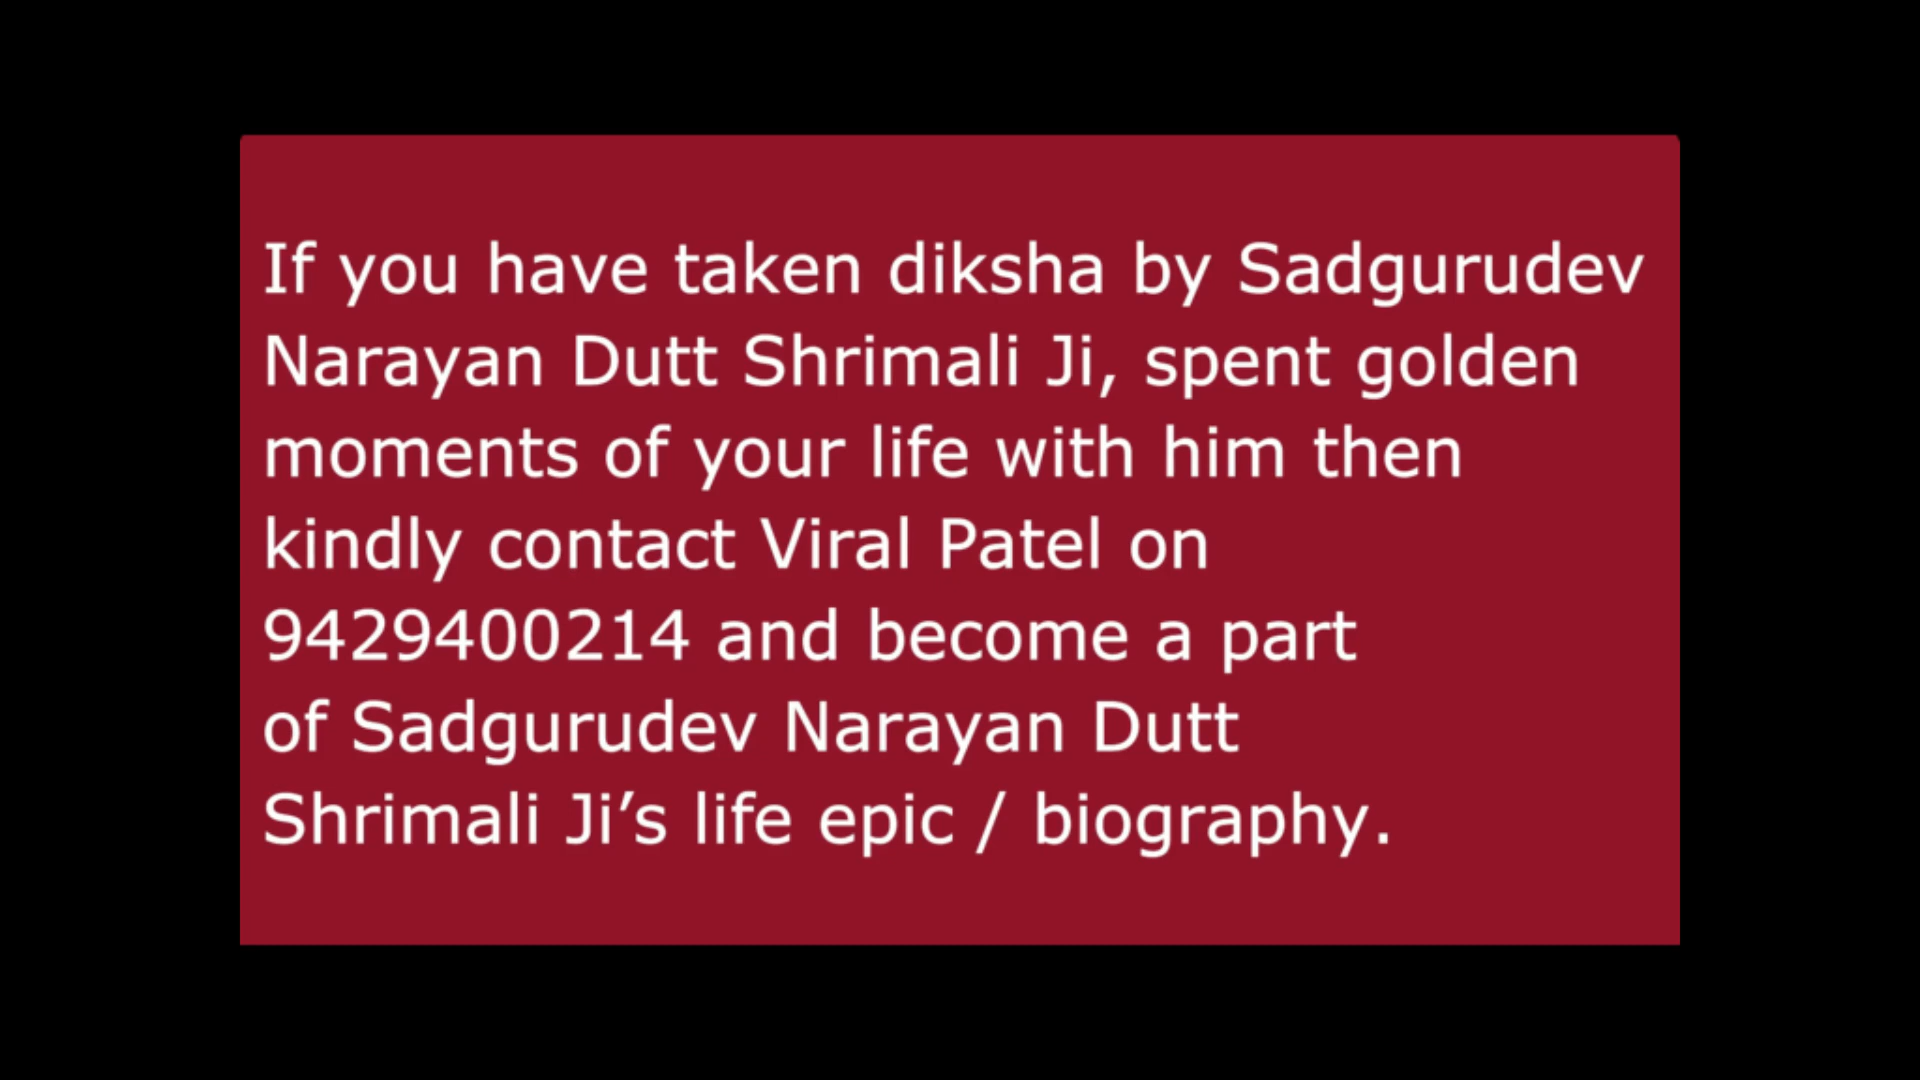 If you have taken diksha by Sadgurudev
Narayan Dutt Shrimali Ji, spent golden
moments of your life with him then
kindly contact Viral Patel on
9429400214 and become a part
of Sadgurudev Narayan Dutt
Shrimali Ji’s life epic / biography.